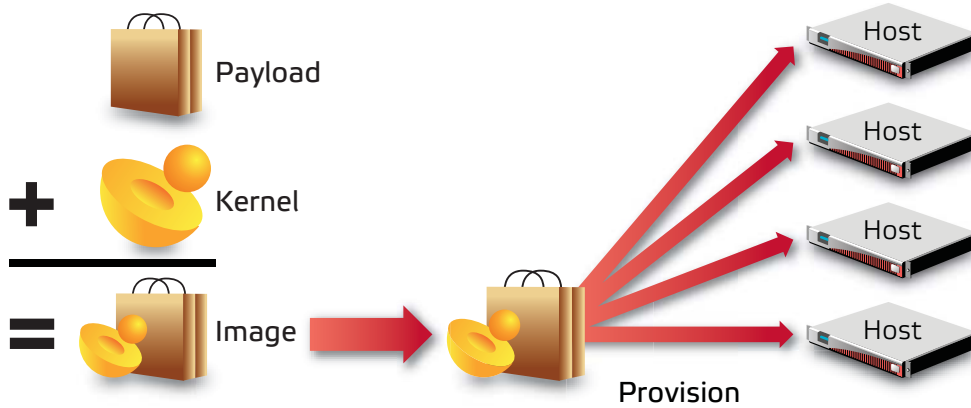 Payload
+
Kernel
=
Image
Provision
Host
Host
Host
Host